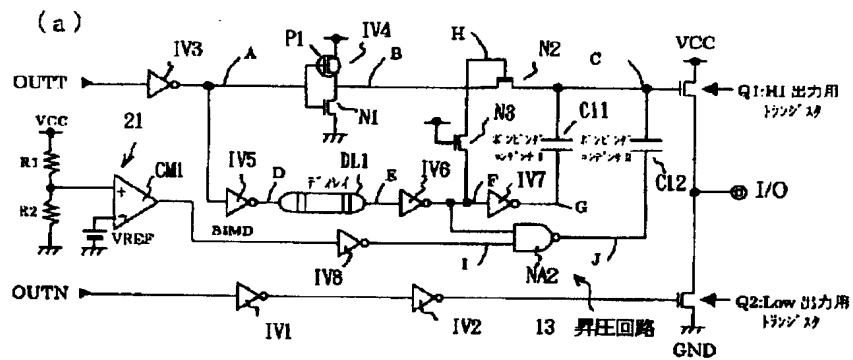 (a)
IV3
A
P1
IV4
B
H
N2
C
VCC
OUTT
N1
N3
C11
Q1:HI 出力用
トランジスタ
VCC
21
R1
R2
CM1
VREF
IV5
D
DL1
ディレイ
E
IV6
F
IV7
G
C12
I/O
BIMD
IV8
I
NA2
J
OUTN
IV1
IV2
13 昇圧回路
Q2:Low 出力用
トランジスタ
GND